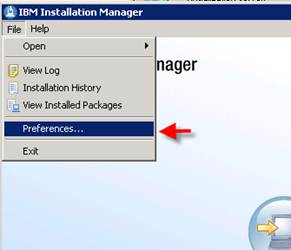 IBM Installation Manager
File Help
Open
nager
View Log
Installation History
View Installed Packages
Preferences...
Exit